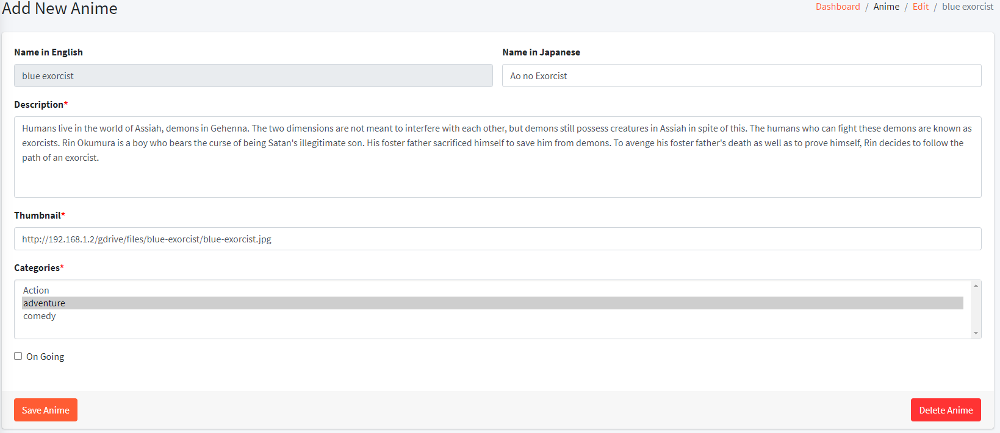 Add New Anime
Dashboard / Anime / Edit / blue exorcist
Name in English
Name in Japanese
blue exorcist
Ao no Exorcist
Description*
Humans live in the world of Assiah, demons in Gehenna. The two dimensions are not meant to interfere with each other, but demons still possess creatures in Assiah in spite of this. The humans who can fight these demons are known as
exorcists. Rin Okumura is a boy who bears the curse of being Satan's illegitimate son. His foster father sacrificed himself to save him from demons. To avenge his foster father's death as well as to prove himself, Rin decides to follow the
path of an exorcist.
Thumbnail*
http://192.168.1.2/gdrive/files/blue-exorcist/blue-exorcist.jpg
Categories*
Action
adventure
comedy
On Going
Save Anime
Delete Anime